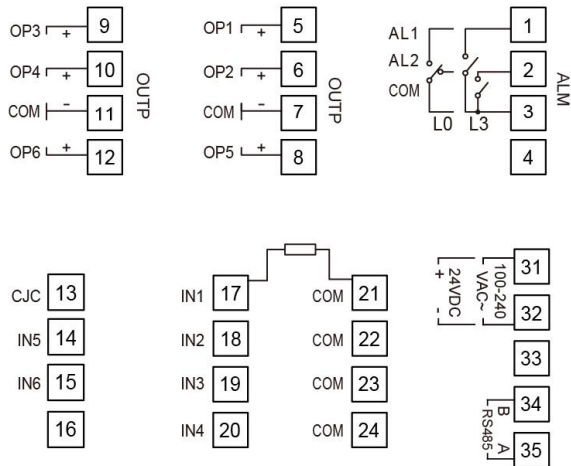 OP3 + 9
OP4 + 10
COM - 11
OP6 + 12
OUTP
OP1 + 5
OP2 + 6
COM - 7
OP5 + 8
OUTP
AL1
AL2
COM
L0 L3
1
2
3
4
ALM
CJC 13
IN5 14
IN6 15
16
IN1 17
IN2 18
IN3 19
IN4 20
COM 21
COM 22
COM 23
COM 24
+ 24VDC -
100-240
VAC~
31
32
33
34
35
B A
RS485